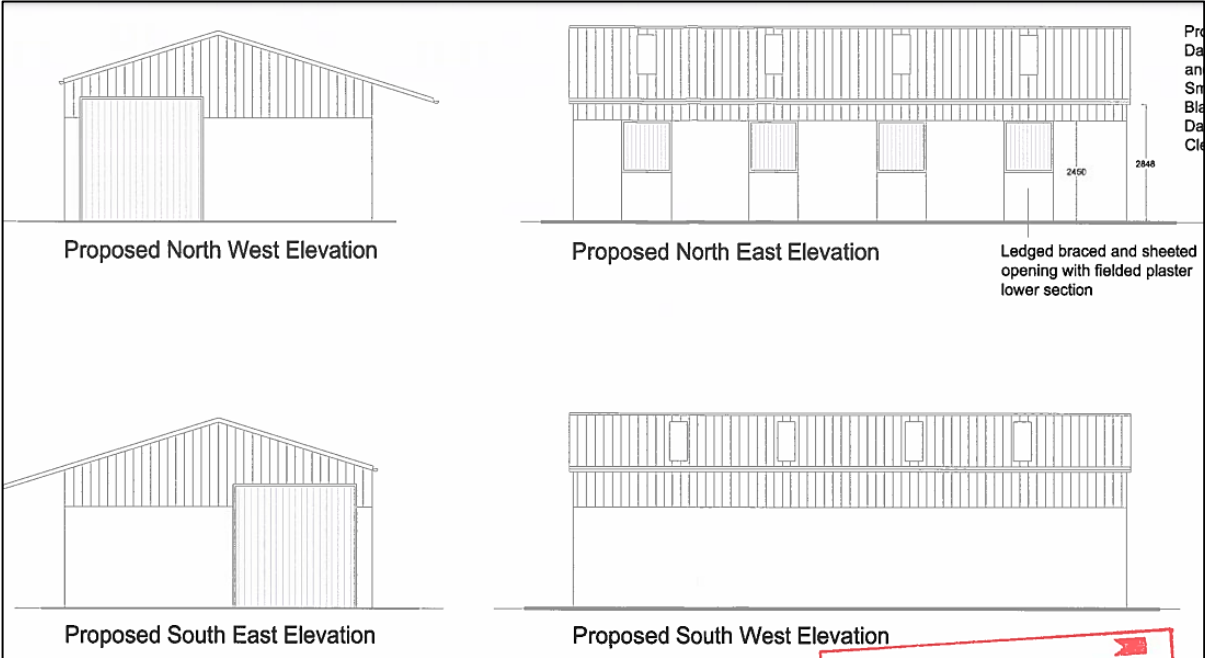 Proposed North West Elevation
Proposed North East Elevation
2450
2848
Ledged braced and sheeted
opening with fielded plaster
lower section
Proposed South East Elevation
Proposed South West Elevation